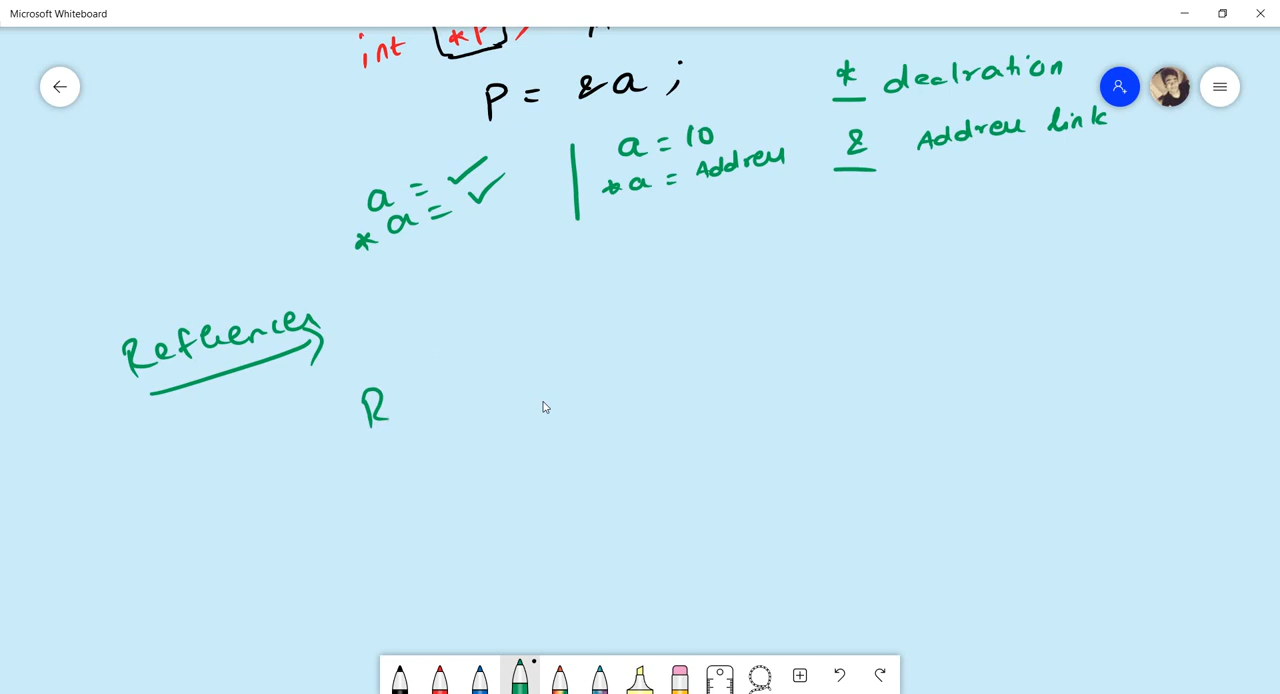 Microsoft Whiteboard
int *p
p = &a ;
* declration
& Address link
a = 10
*a = Address
a =
*a =
References
R